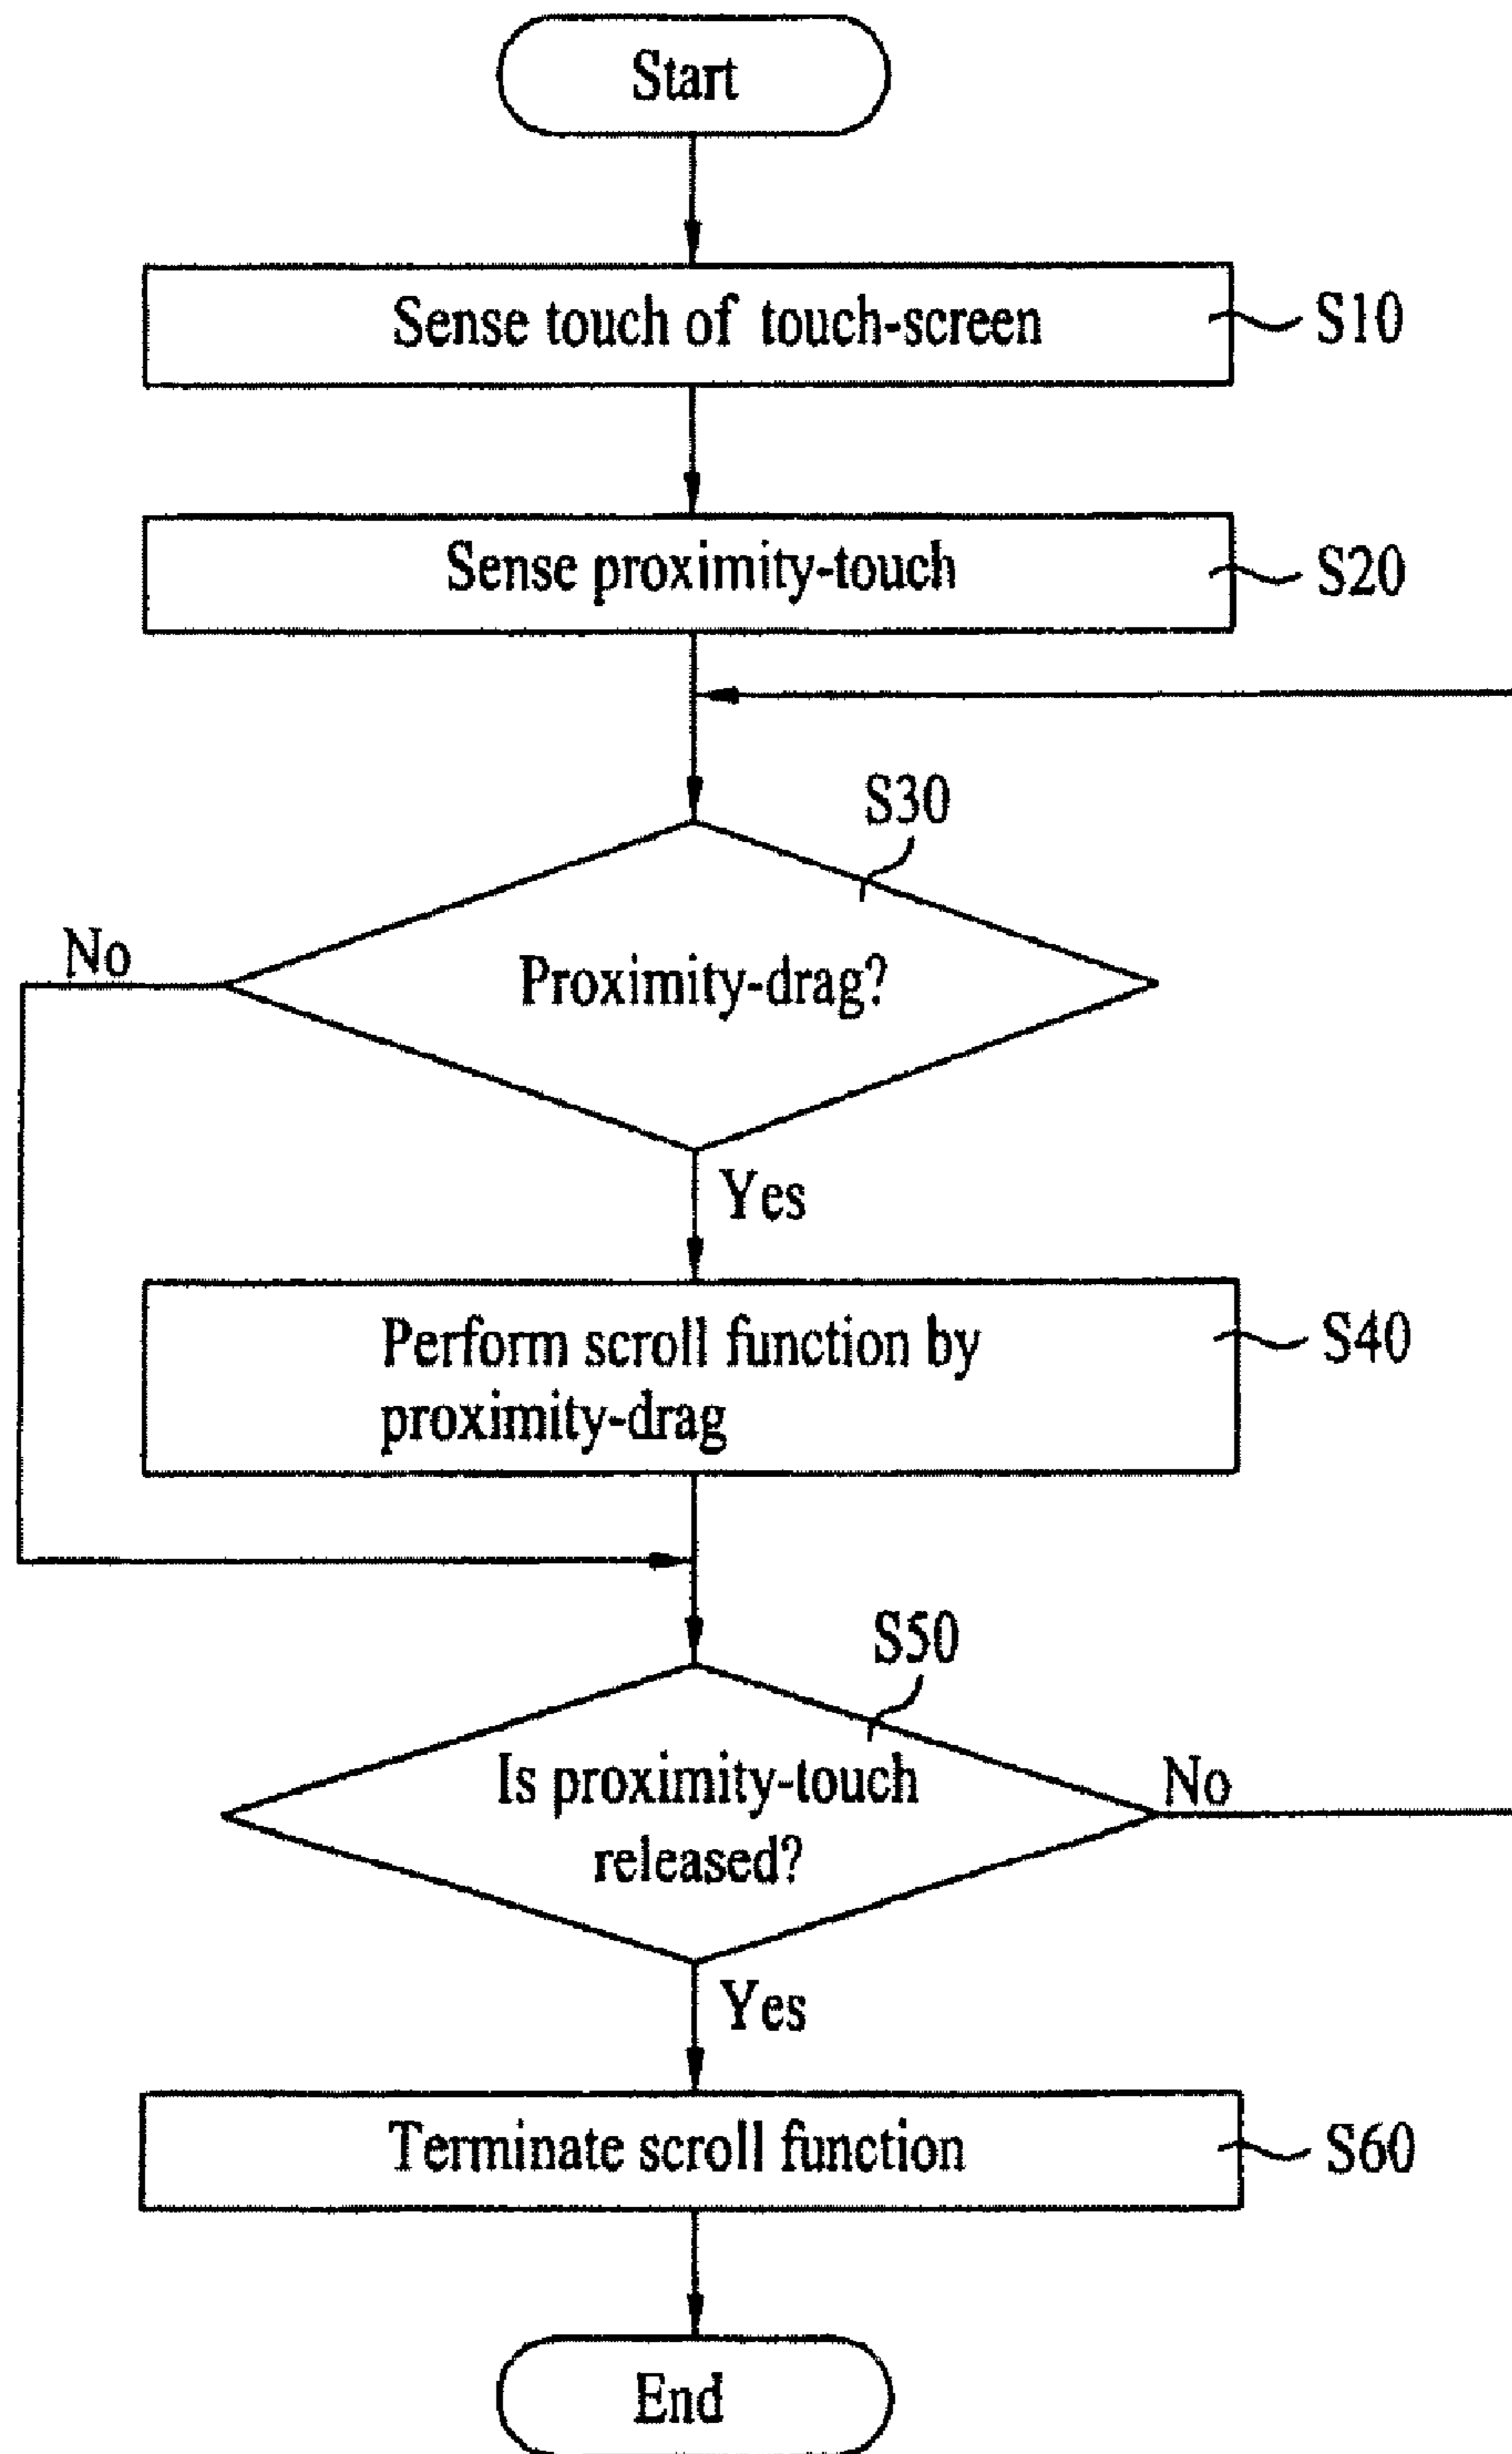 Start
Sense touch of touch-screen
S10
Sense proximity-touch
S20
S30
No
Proximity-drag?
Yes
Perform scroll function by
proximity-drag
S40
S50
Is proximity-touch
released?
No
Yes
Terminate scroll function
S60
End